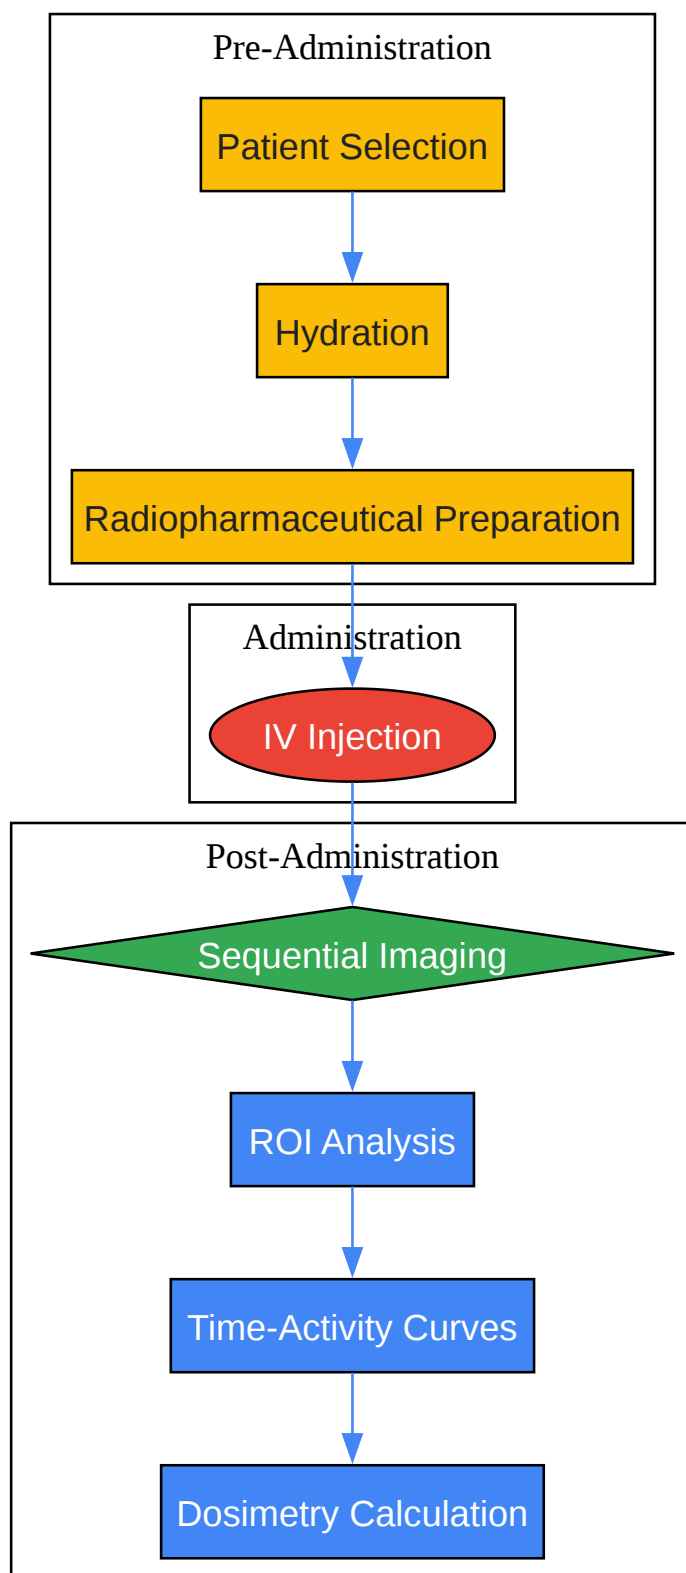 Pre-Administration
Patient Selection
Hydration
Radiopharmaceutical Preparation
Administration
IV Injection
Post-Administration
Sequential Imaging
ROI Analysis
Time-Activity Curves
Dosimetry Calculation